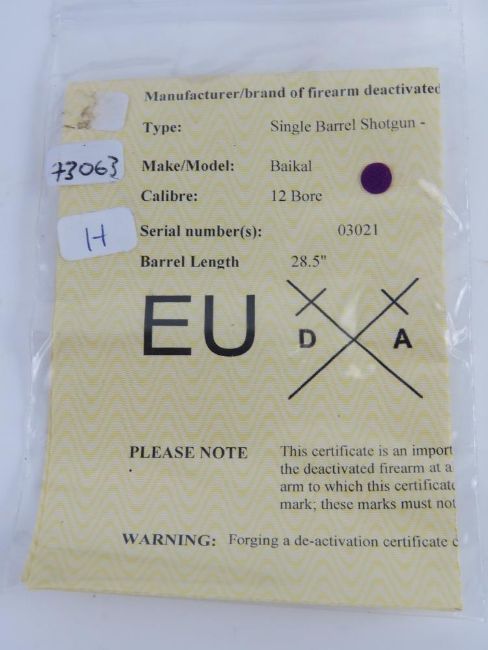 Manufacturer/brand of firearm deactivated
Type: Single Barrel Shotgun -
73063
Make/Model: Baikal
Calibre: 12 Bore
H
Serial number(s): 03021
Barrel Length 28.5"
EU D A
PLEASE NOTE This certificate is an import
the deactivated firearm at a
arm to which this certificate
mark; these marks must not
WARNING: Forging a de-activation certificate c